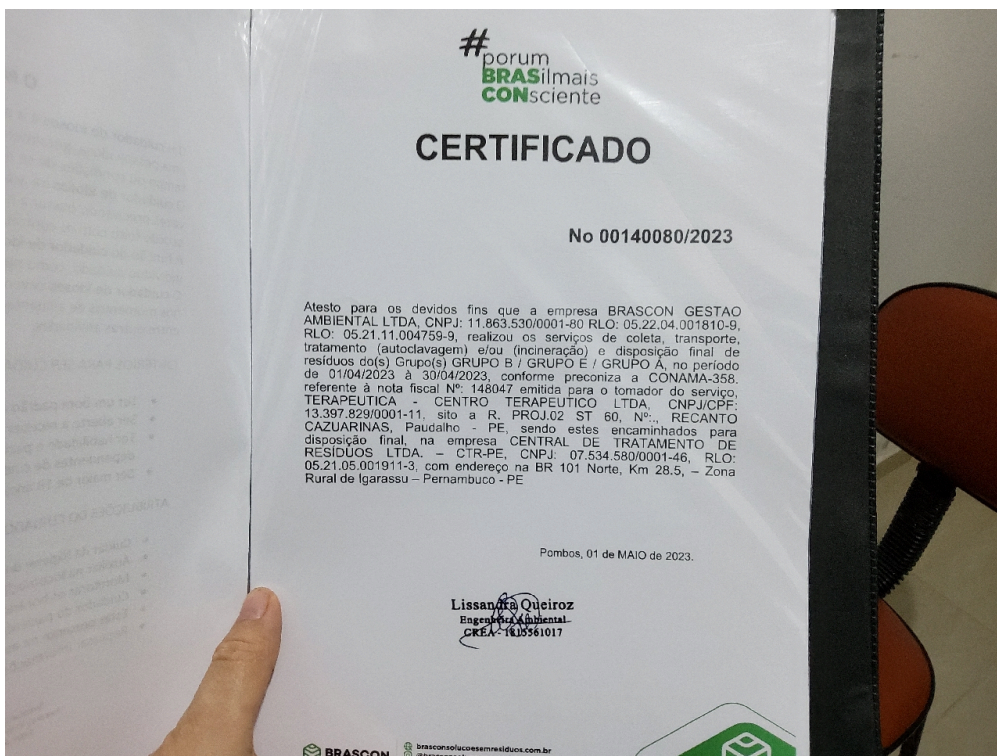 #porum
BRASilmais
CONsciente
CERTIFICADO
No 00140080/2023
Atesto para os devidos fins que a empresa BRASCON GESTAO
AMBIENTAL LTDA, CNPJ: 11.863.530/0001-80 RLO: 05.22.04.001810-9,
RLO: 05.21.11.004759-9, realizou os serviços de coleta, transporte,
tratamento (autoclavagem) e/ou (incineração) e disposição final de
resíduos do(s) Grupo(s) GRUPO B / GRUPO E / GRUPO A, no período
de 01/04/2023 à 30/04/2023, conforme preconiza a CONAMA-358.
referente à nota fiscal Nº: 148047 emitida para o tomador do serviço,
TERAPEUTICA - CENTRO TERAPEUTICO LTDA, CNPJ/CPF:
13.397.829/0001-11, sito a R. PROJ.02 ST 60, Nº:., RECANTO
CAZUARINAS, Paudalho - PE, sendo estes encaminhados para
disposição final, na empresa CENTRAL DE TRATAMENTO DE
RESÍDUOS LTDA. – CTR-PE, CNPJ: 07.534.580/0001-46, RLO:
05.21.05.001911-3, com endereço na BR 101 Norte, Km 28.5, – Zona
Rural de Igarassu – Pernambuco - PE
Pombos, 01 de MAIO de 2023.
Lissandra Queiroz
Engenheira Ambiental
CREA - 1815561017
BRASCON
brasconsolucoesemresiduos.com.br